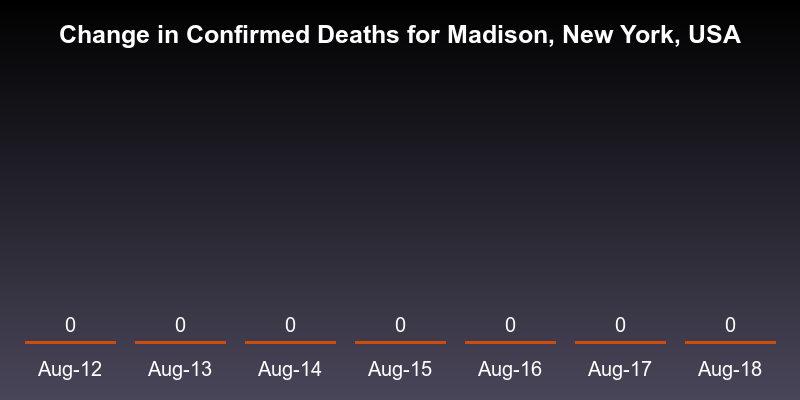 Change in Confirmed Deaths for Madison, New York, USA
0 0 0 0 0 0 0
Aug-12 Aug-13 Aug-14 Aug-15 Aug-16 Aug-17 Aug-18